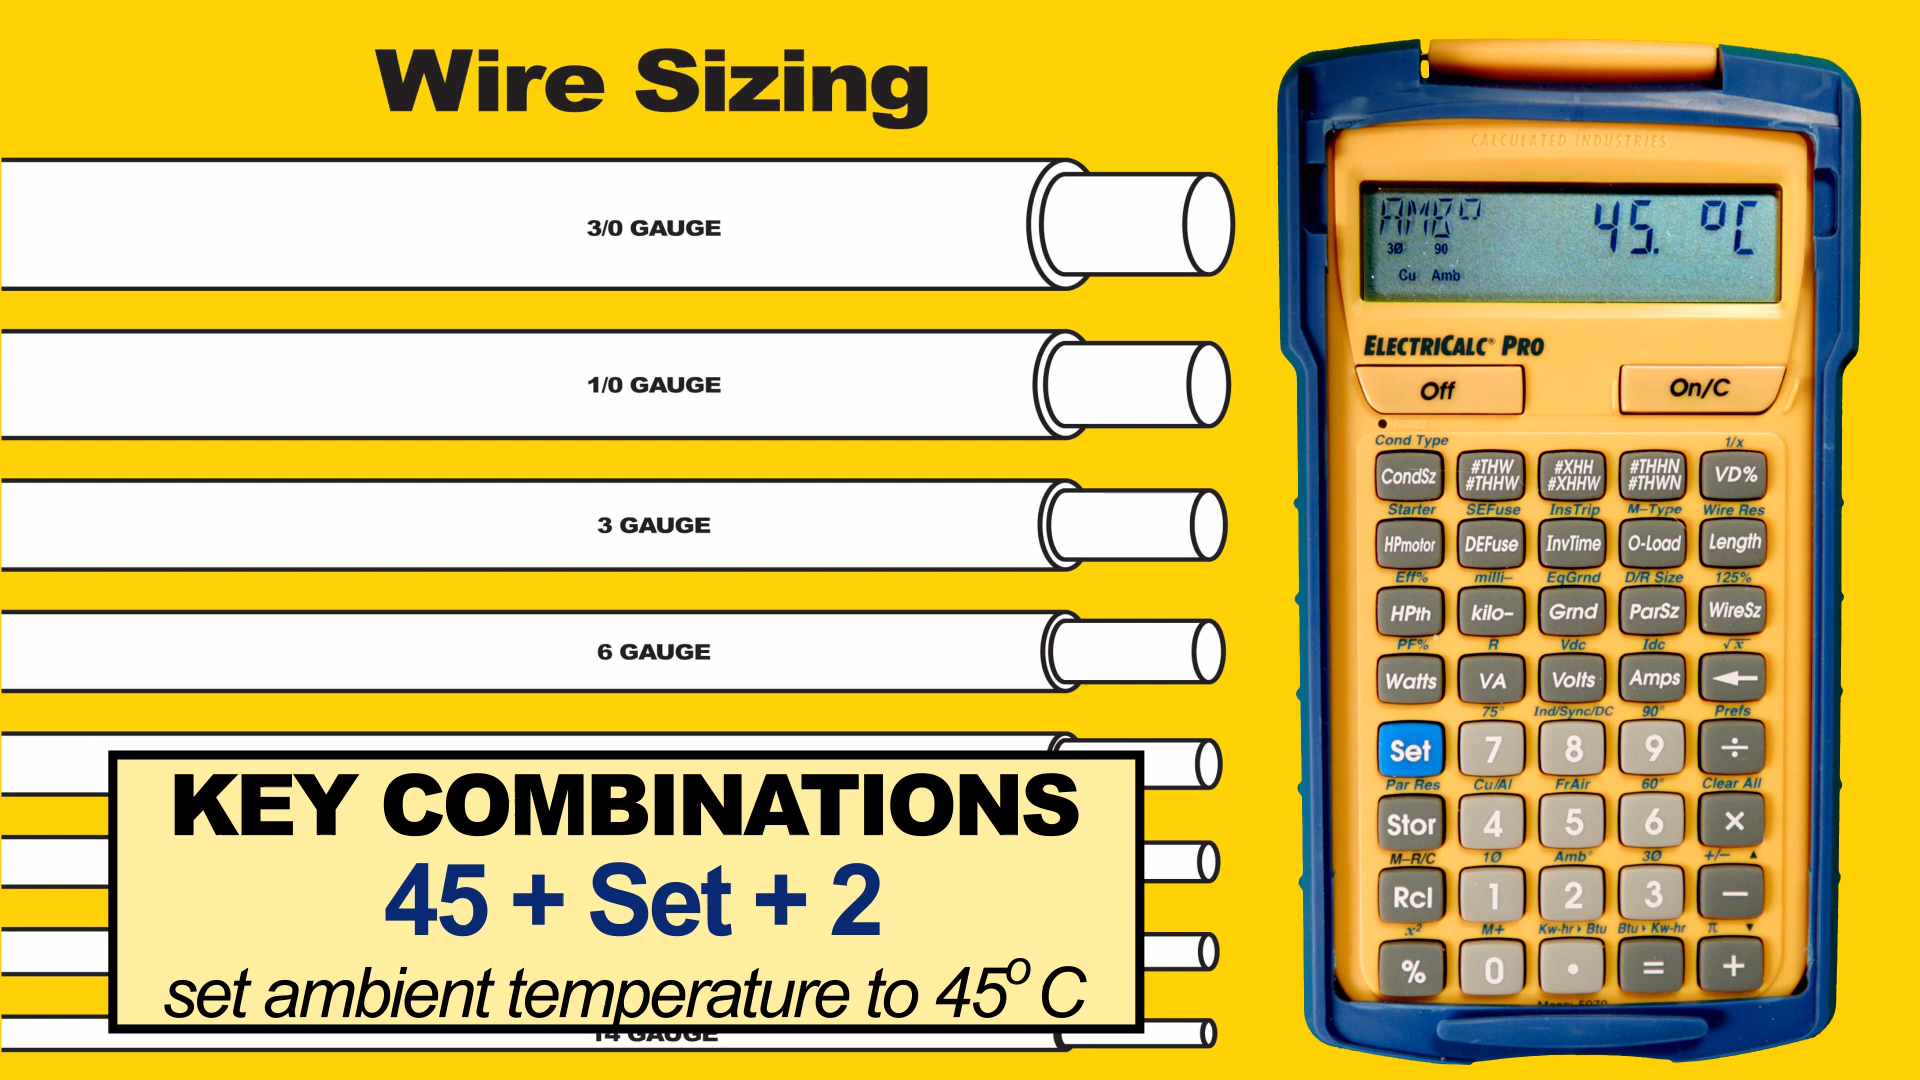 Wire Sizing
3/0 GAUGE
1/0 GAUGE
3 GAUGE
6 GAUGE
14 GAUGE
KEY COMBINATIONS
45 + Set + 2
set ambient temperature to 45° C
CALCULATED INDUSTRIES
AMB° 45. °C
3Ø 90
Cu Amb
ELECTRICALC® PRO
Off On/C
RESET
Cond Type 1/x
CondSz #THW #THHW #XHH #XHHW #THHN #THWN VD%
Starter SEFuse InsTrip M–Type Wire Res
HPmotor DEFuse InvTime O-Load Length
Eff% milli– EqGrnd D/R Size 125%
HPth kilo– Grnd ParSz WireSz
PF% R Vdc Idc √x
Watts VA Volts Amps ←
75° Ind/Sync/DC 90° Prefs
Set 7 8 9 ÷
Par Res Cu/Al FrAir 60° Clear All
Stor 4 5 6 ×
M–R/C 1Ø Amb° 3Ø +/– ▲
Rcl 1 2 3 –
x² M+ Kw-hr▸Btu Btu▸Kw-hr π ▼
% 0 • = +